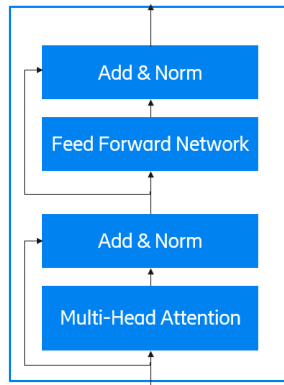 Add & Norm
Feed Forward Network
Add & Norm
Multi-Head Attention